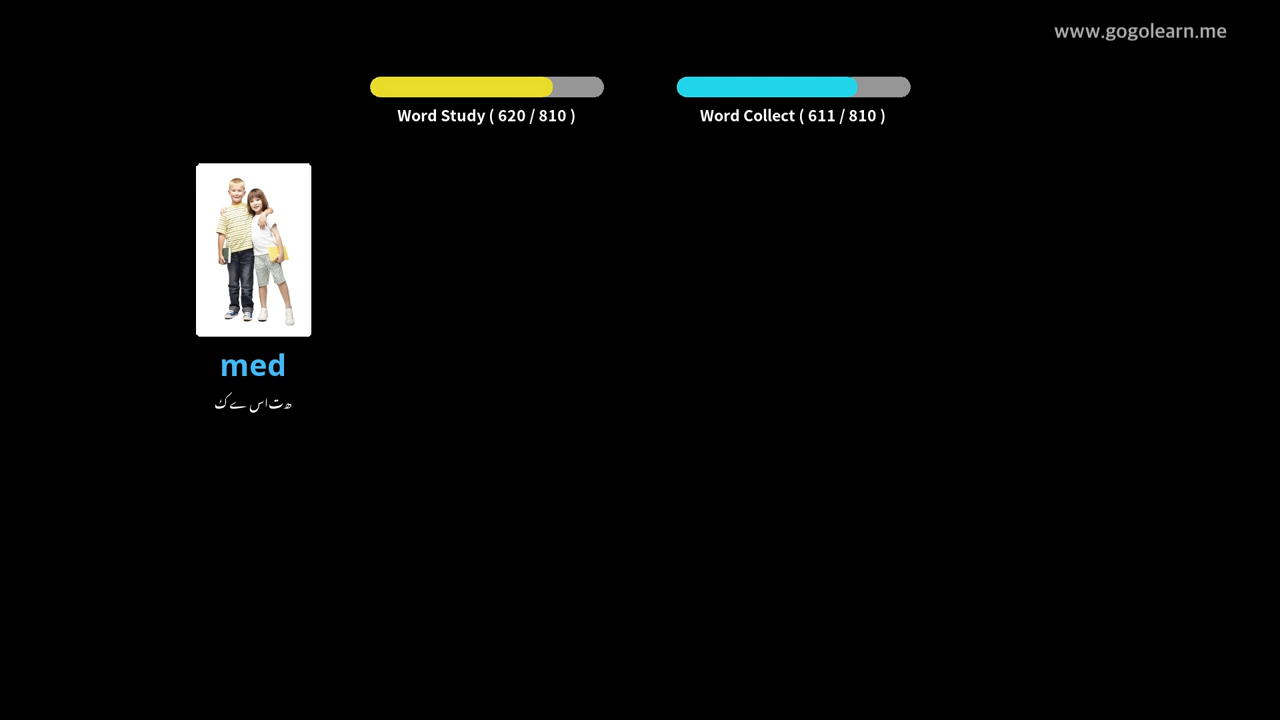 www.gogolearn.me
Word Study ( 620 / 810 )
Word Collect ( 611 / 810 )
med
کے ساتھ